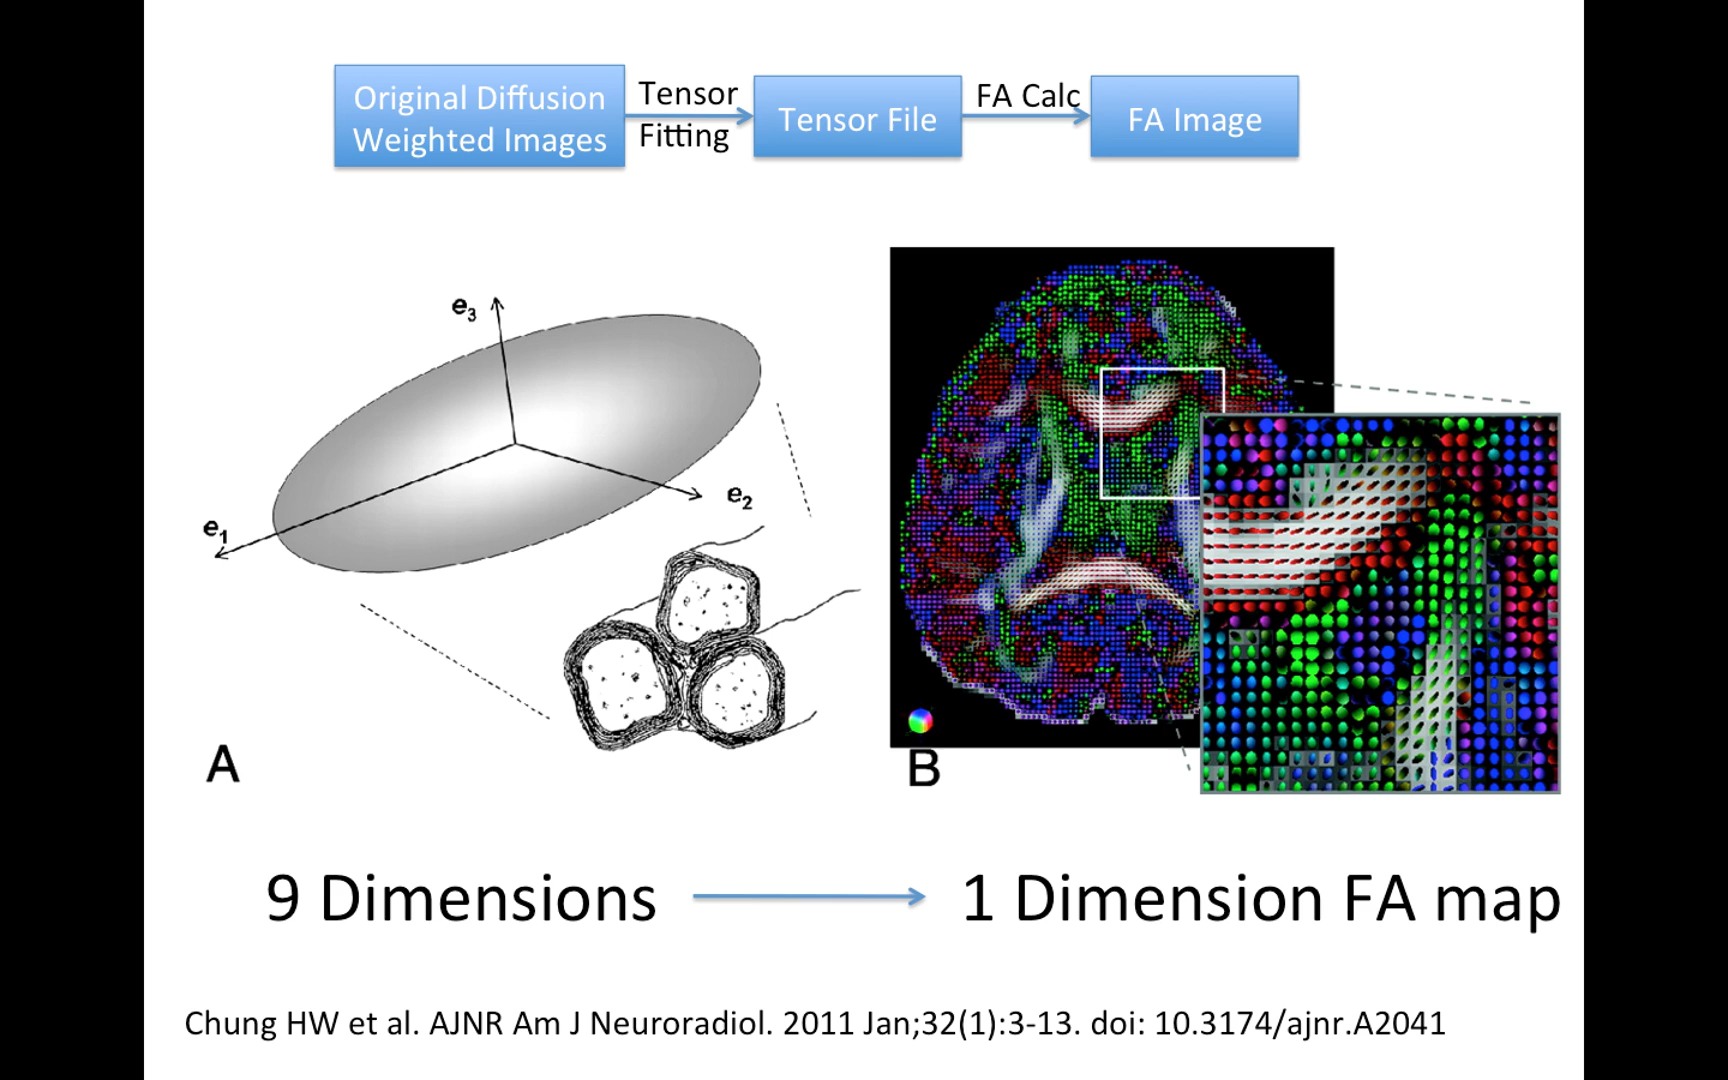 Original Diffusion
Weighted Images
Tensor
Fitting
Tensor File
FA Calc
FA Image
e3
e2
e1
A
B
9 Dimensions
1 Dimension FA map
Chung HW et al. AJNR Am J Neuroradiol. 2011 Jan;32(1):3-13. doi: 10.3174/ajnr.A2041